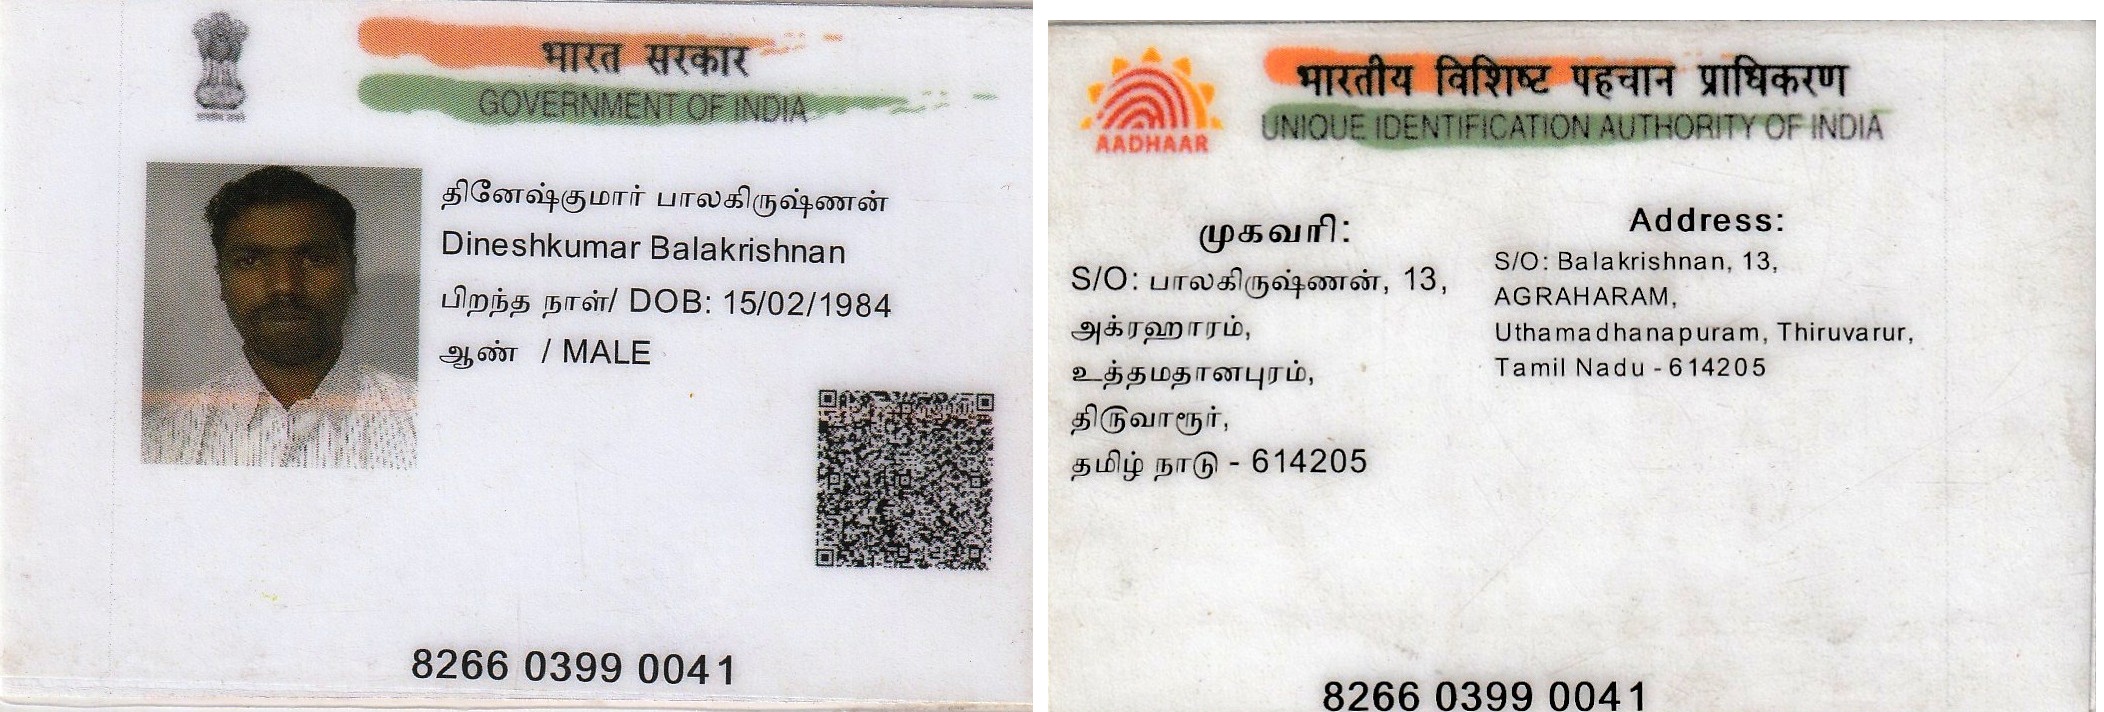 भारत सरकार
GOVERNMENT OF INDIA
தினேஷ்குமார் பாலகிருஷ்ணன்
Dineshkumar Balakrishnan
பிறந்த நாள்/ DOB: 15/02/1984
ஆண் / MALE
8266 0399 0041
भारतीय विशिष्ट पहचान प्राधिकरण
UNIQUE IDENTIFICATION AUTHORITY OF INDIA
AADHAAR
முகவரி:
S/O: பாலகிருஷ்ணன், 13,
அக்ரஹாரம்,
உத்தமதானபுரம்,
திருவாரூர்,
தமிழ் நாடு - 614205
Address:
S/O: Balakrishnan, 13,
AGRAHARAM,
Uthamadhanapuram, Thiruvarur,
Tamil Nadu - 614205
8266 0399 0041